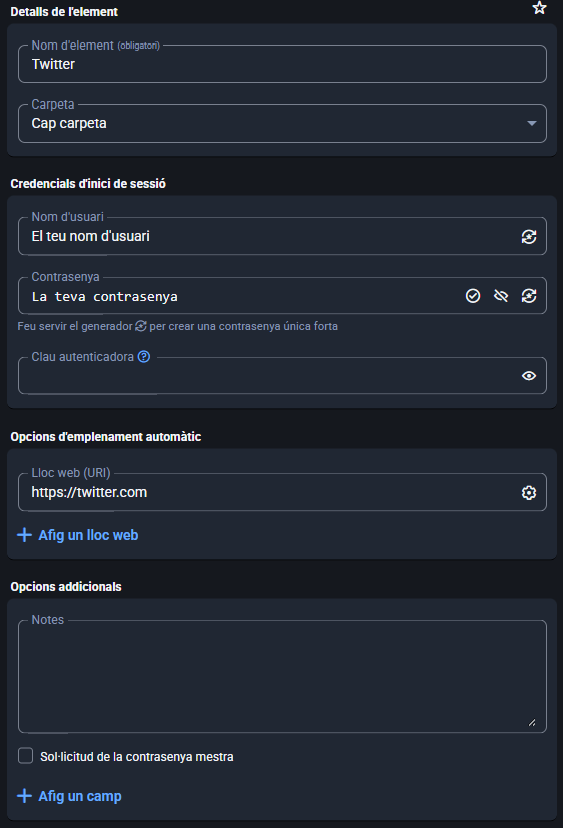 Detalls de l'element
Nom d'element (obligatori)
Twitter
Carpeta
Cap carpeta
Credencials d'inici de sessió
Nom d'usuari
El teu nom d'usuari
Contrasenya
La teva contrasenya
Feu servir el generador per crear una contrasenya única forta
Clau autenticadora
Opcions d'emplenament automàtic
Lloc web (URI)
https://twitter.com
Afig un lloc web
Opcions addicionals
Notes
Sol·licitud de la contrasenya mestra
Afig un camp